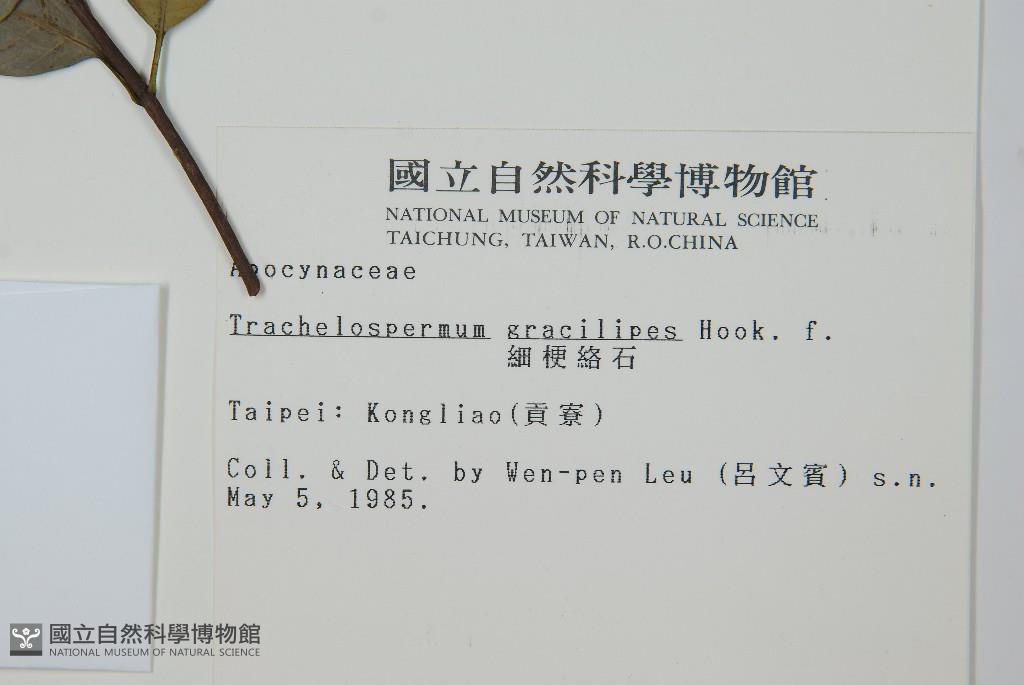 國立自然科學博物館
NATIONAL MUSEUM OF NATURAL SCIENCE
TAICHUNG, TAIWAN, R.O.CHINA
Apocynaceae
Trachelospermum gracilipes Hook. f.
細梗絡石
Taipei: Kongliao(貢寮)
Coll. & Det. by Wen-pen Leu (呂文賓) s.n.
May 5, 1985.
國立自然科學博物館
NATIONAL MUSEUM OF NATURAL SCIENCE